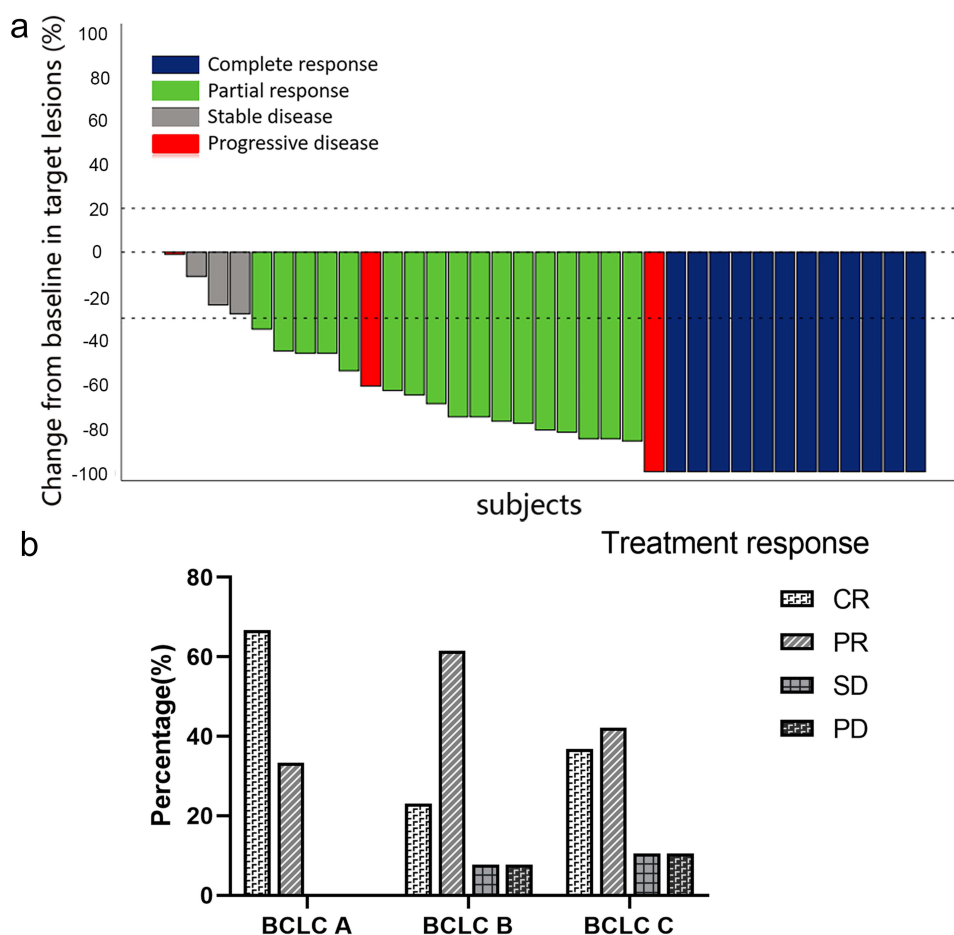 a
Change from baseline in target lesions (%)
100
80
60
40
20
0
-20
-40
-60
-80
-100
Complete response
Partial response
Stable disease
Progressive disease
subjects
b
Treatment response
CR
PR
SD
PD
Percentage(%)
80
60
40
20
0
BCLC A
BCLC B
BCLC C